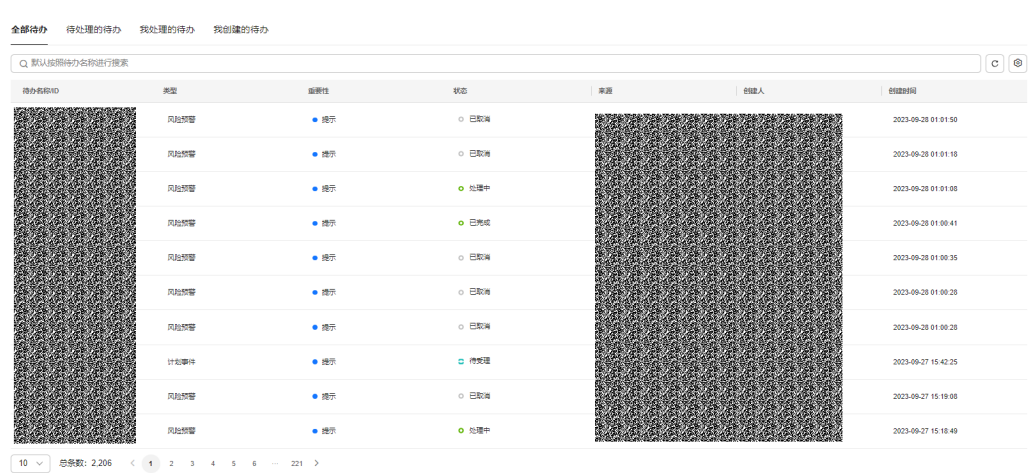 全部待办 待处理的待办 我处理的待办 我创建的待办
默认按照待办名称进行搜索
待办名称/ID 类型 重要性 状态 来源 创建人 创建时间
风险预警 提示 已取消 2023-09-28 01:01:50
风险预警 提示 已取消 2023-09-28 01:01:18
风险预警 提示 处理中 2023-09-28 01:01:08
风险预警 提示 已完成 2023-09-28 01:00:41
风险预警 提示 已取消 2023-09-28 01:00:35
风险预警 提示 已取消 2023-09-28 01:00:28
风险预警 提示 已取消 2023-09-28 01:00:28
计划事件 提示 待受理 2023-09-27 15:42:25
风险预警 提示 已取消 2023-09-27 15:19:08
风险预警 提示 处理中 2023-09-27 15:18:49
10 总条数: 2,206 < 1 2 3 4 5 6 ... 221 >